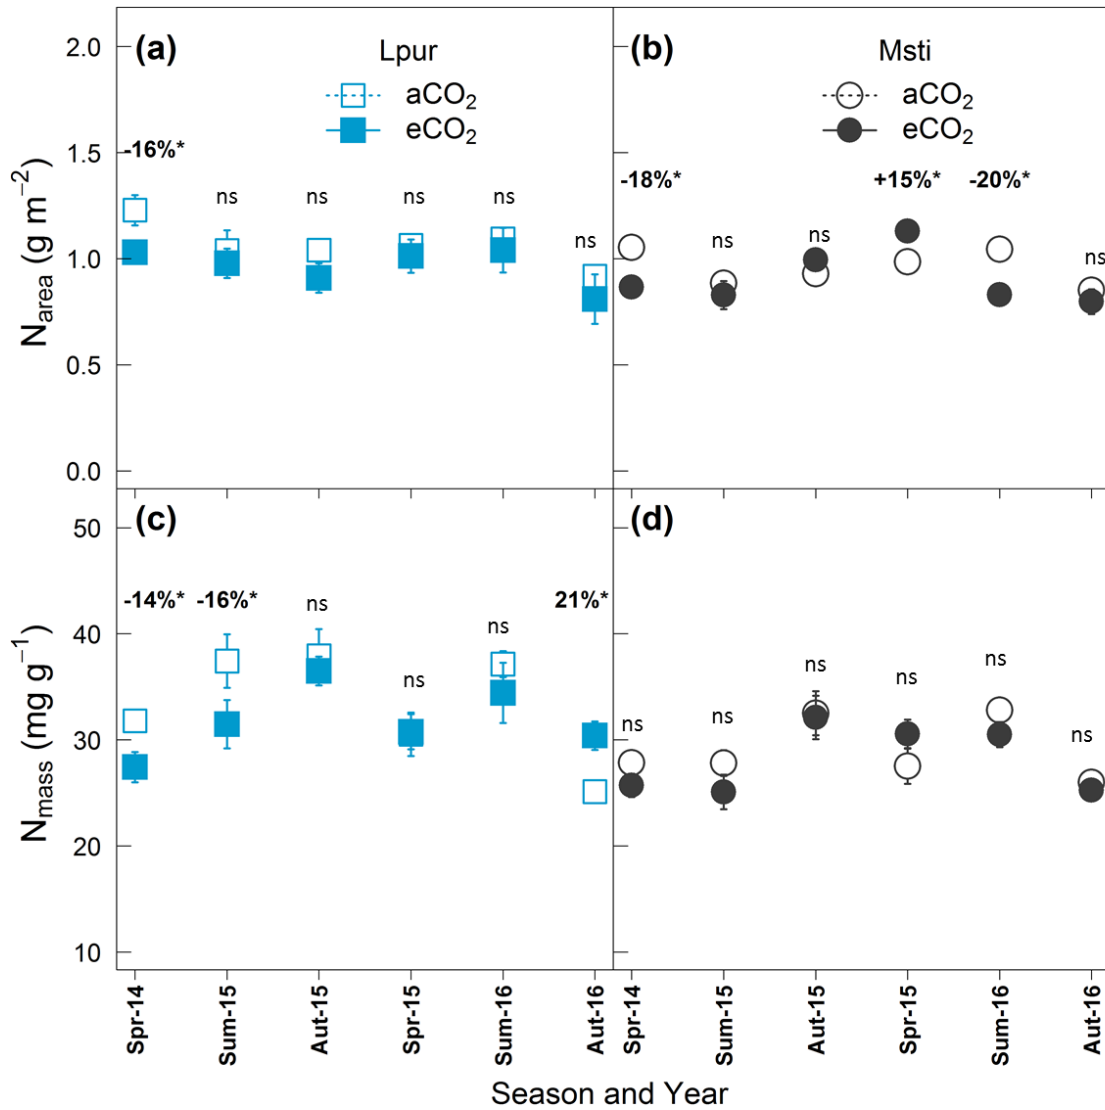 (a) Lpur
aCO₂
eCO₂
-16%*
ns ns ns ns ns
(b) Msti
aCO₂
eCO₂
-18%* ns ns +15%* -20%* ns
N_area (g m⁻²)
2.0
1.5
1.0
0.5
0.0
(c)
-14%* -16%* ns ns ns 21%*
(d)
ns ns ns ns ns ns
N_mass (mg g⁻¹)
50
40
30
20
10
Spr-14 Sum-15 Aut-15 Spr-15 Sum-16 Aut-16
Spr-14 Sum-15 Aut-15 Spr-15 Sum-16 Aut-16
Season and Year